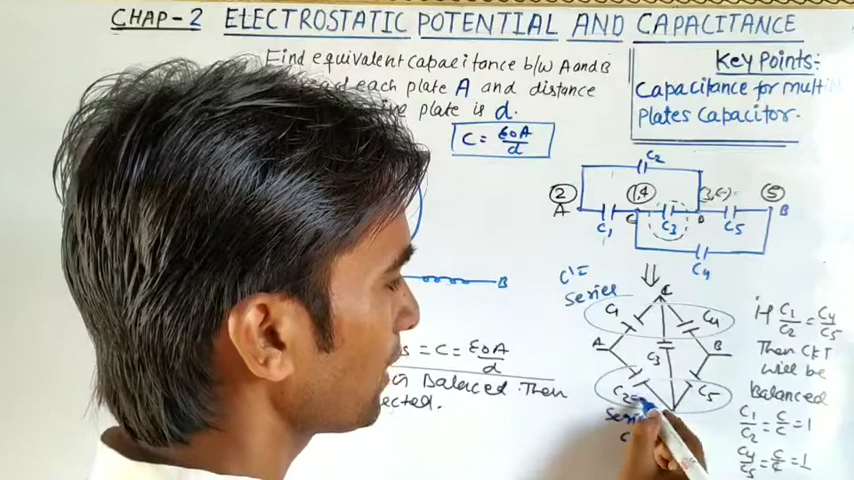 CHAP-2 ELECTROSTATIC POTENTIAL AND CAPACITANCE
Find equivalent capacitance b/w A and B
each plate A and distance
plate is d.
C = ε0A/d
Key Points:-
Capacitance for multi
Plates Capacitor.
C2
2 1,4 5
A C D B
C1 C3 C5
C4
B
= C = ε0A/d
Balanced Then
C' =
Series
C
C1 C4
A C3 B
C2 C5
If C1/C2 = C4/C5
Then CKT
will be
Balanced
C1/C2 = C/C = 1
C4/C5 = C/C = 1